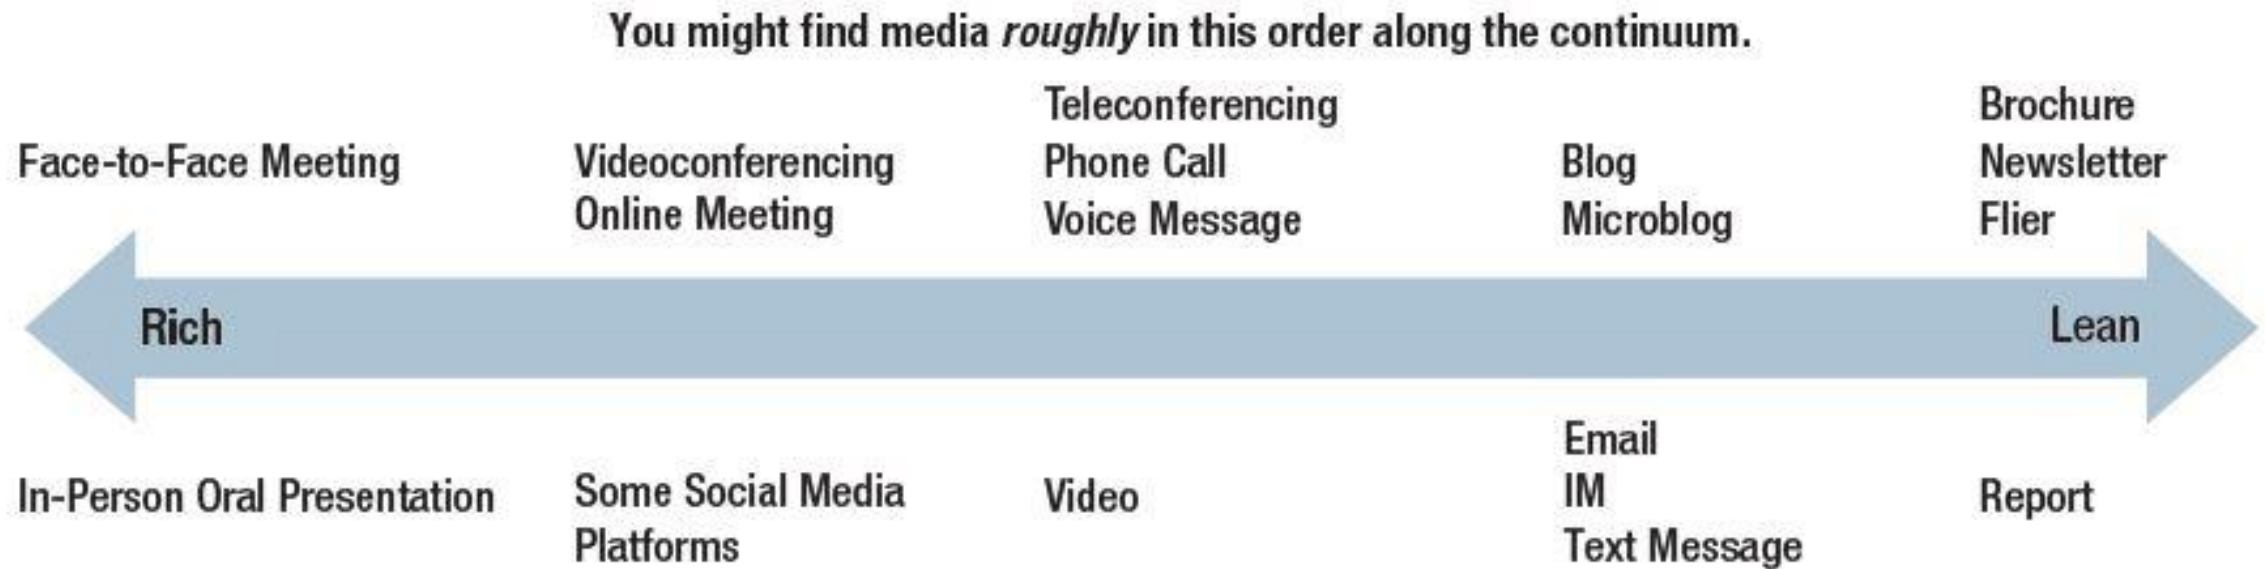 You might find media roughly in this order along the continuum.
Face-to-Face Meeting
Videoconferencing
Online Meeting
Teleconferencing
Phone Call
Voice Message
Blog
Microblog
Brochure
Newsletter
Flier
Rich
Lean
In-Person Oral Presentation
Some Social Media
Platforms
Video
Email
IM
Text Message
Report